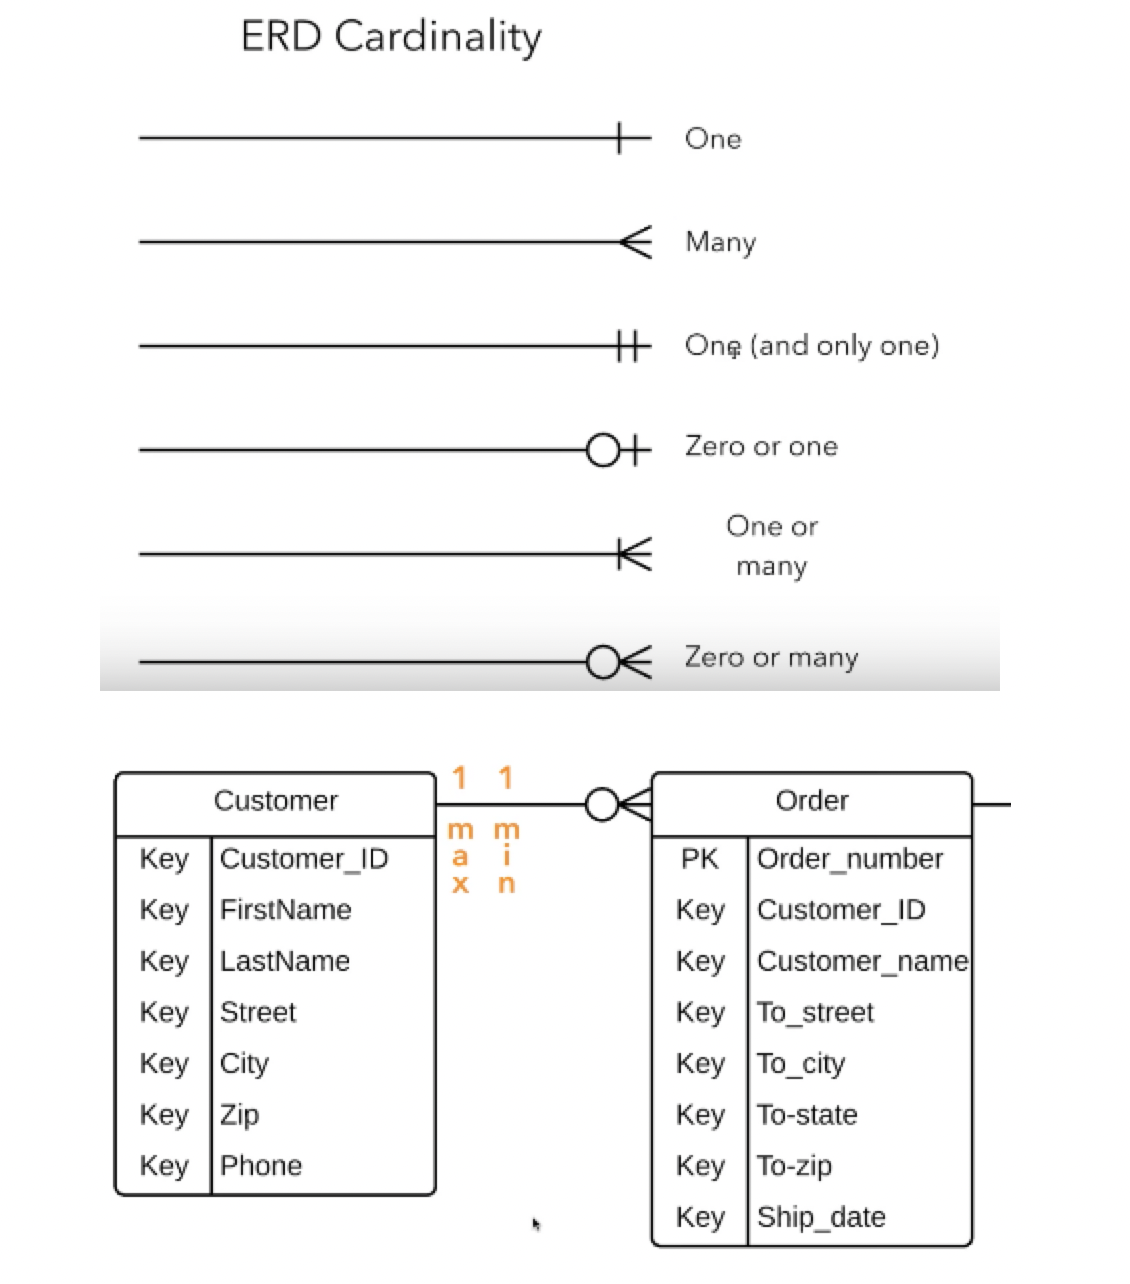 ERD Cardinality
One
Many
One (and only one)
Zero or one
One or
many
Zero or many
Customer
1 1
m m
a i
x n
Order
Key Customer_ID
Key FirstName
Key LastName
Key Street
Key City
Key Zip
Key Phone
PK Order_number
Key Customer_ID
Key Customer_name
Key To_street
Key To_city
Key To-state
Key To-zip
Key Ship_date